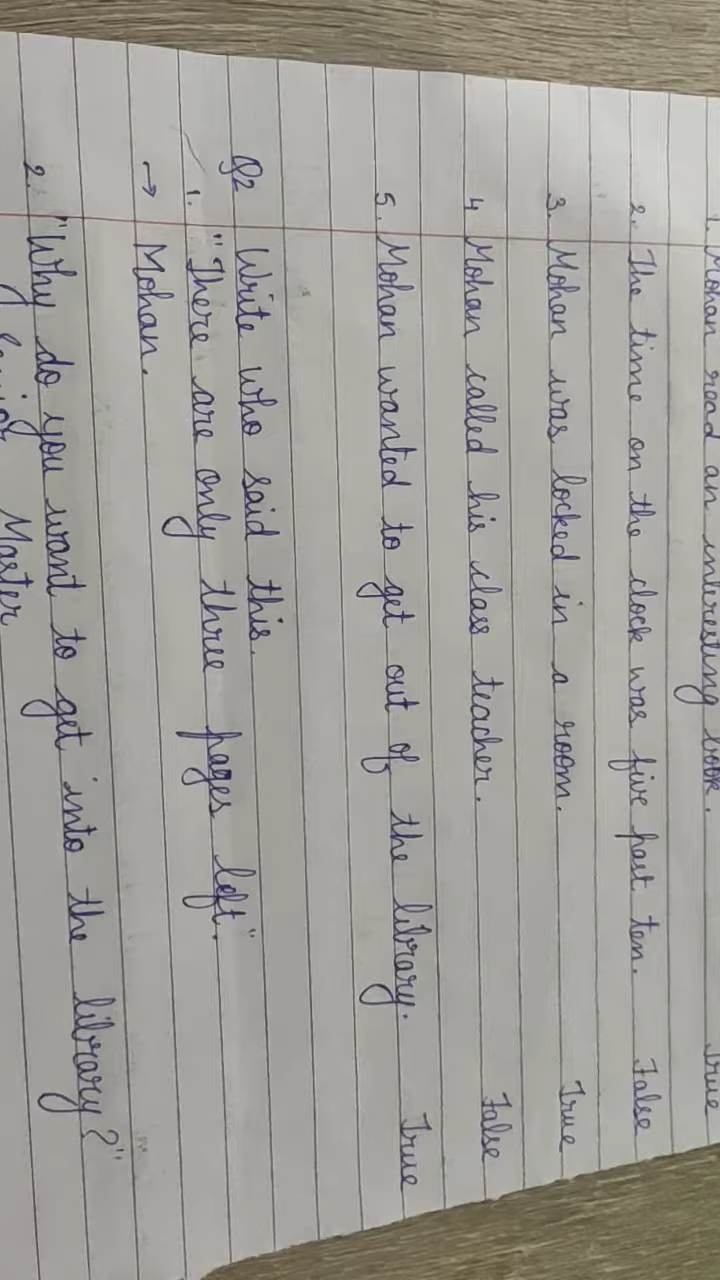 1. Mohan read an interesting book. True
2. The time on the clock was five past ten. False
3. Mohan was locked in a room. True
4 Mohan called his class teacher. False
5. Mohan wanted to get out of the library. True
Q2 Write who said this.
1. "There are only three pages left."
→ Mohan.
2. "Why do you want to get into the library?"
Master